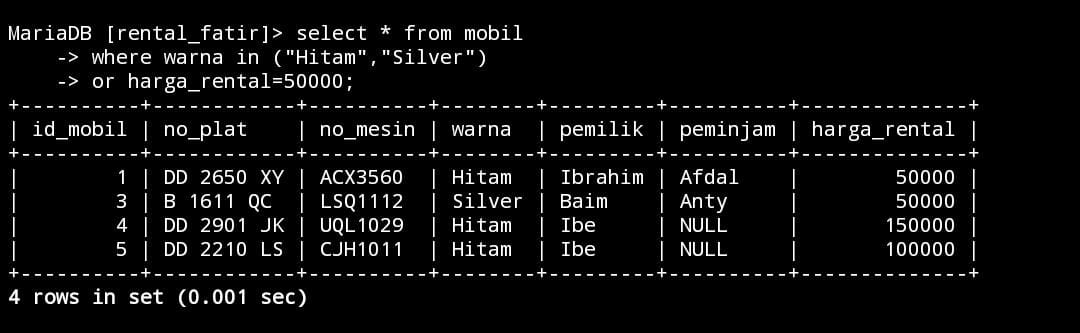 MariaDB [rental_fatir]> select * from mobil
    -> where warna in ("Hitam","Silver")
    -> or harga_rental=50000;
+----------+------------+----------+--------+---------+----------+--------------+
| id_mobil | no_plat    | no_mesin | warna  | pemilik | peminjam | harga_rental |
+----------+------------+----------+--------+---------+----------+--------------+
|        1 | DD 2650 XY | ACX3560  | Hitam  | Ibrahim | Afdal    |        50000 |
|        3 | B 1611 QC  | LSQ1112  | Silver | Baim    | Anty     |        50000 |
|        4 | DD 2901 JK | UQL1029  | Hitam  | Ibe     | NULL     |       150000 |
|        5 | DD 2210 LS | CJH1011  | Hitam  | Ibe     | NULL     |       100000 |
+----------+------------+----------+--------+---------+----------+--------------+
4 rows in set (0.001 sec)